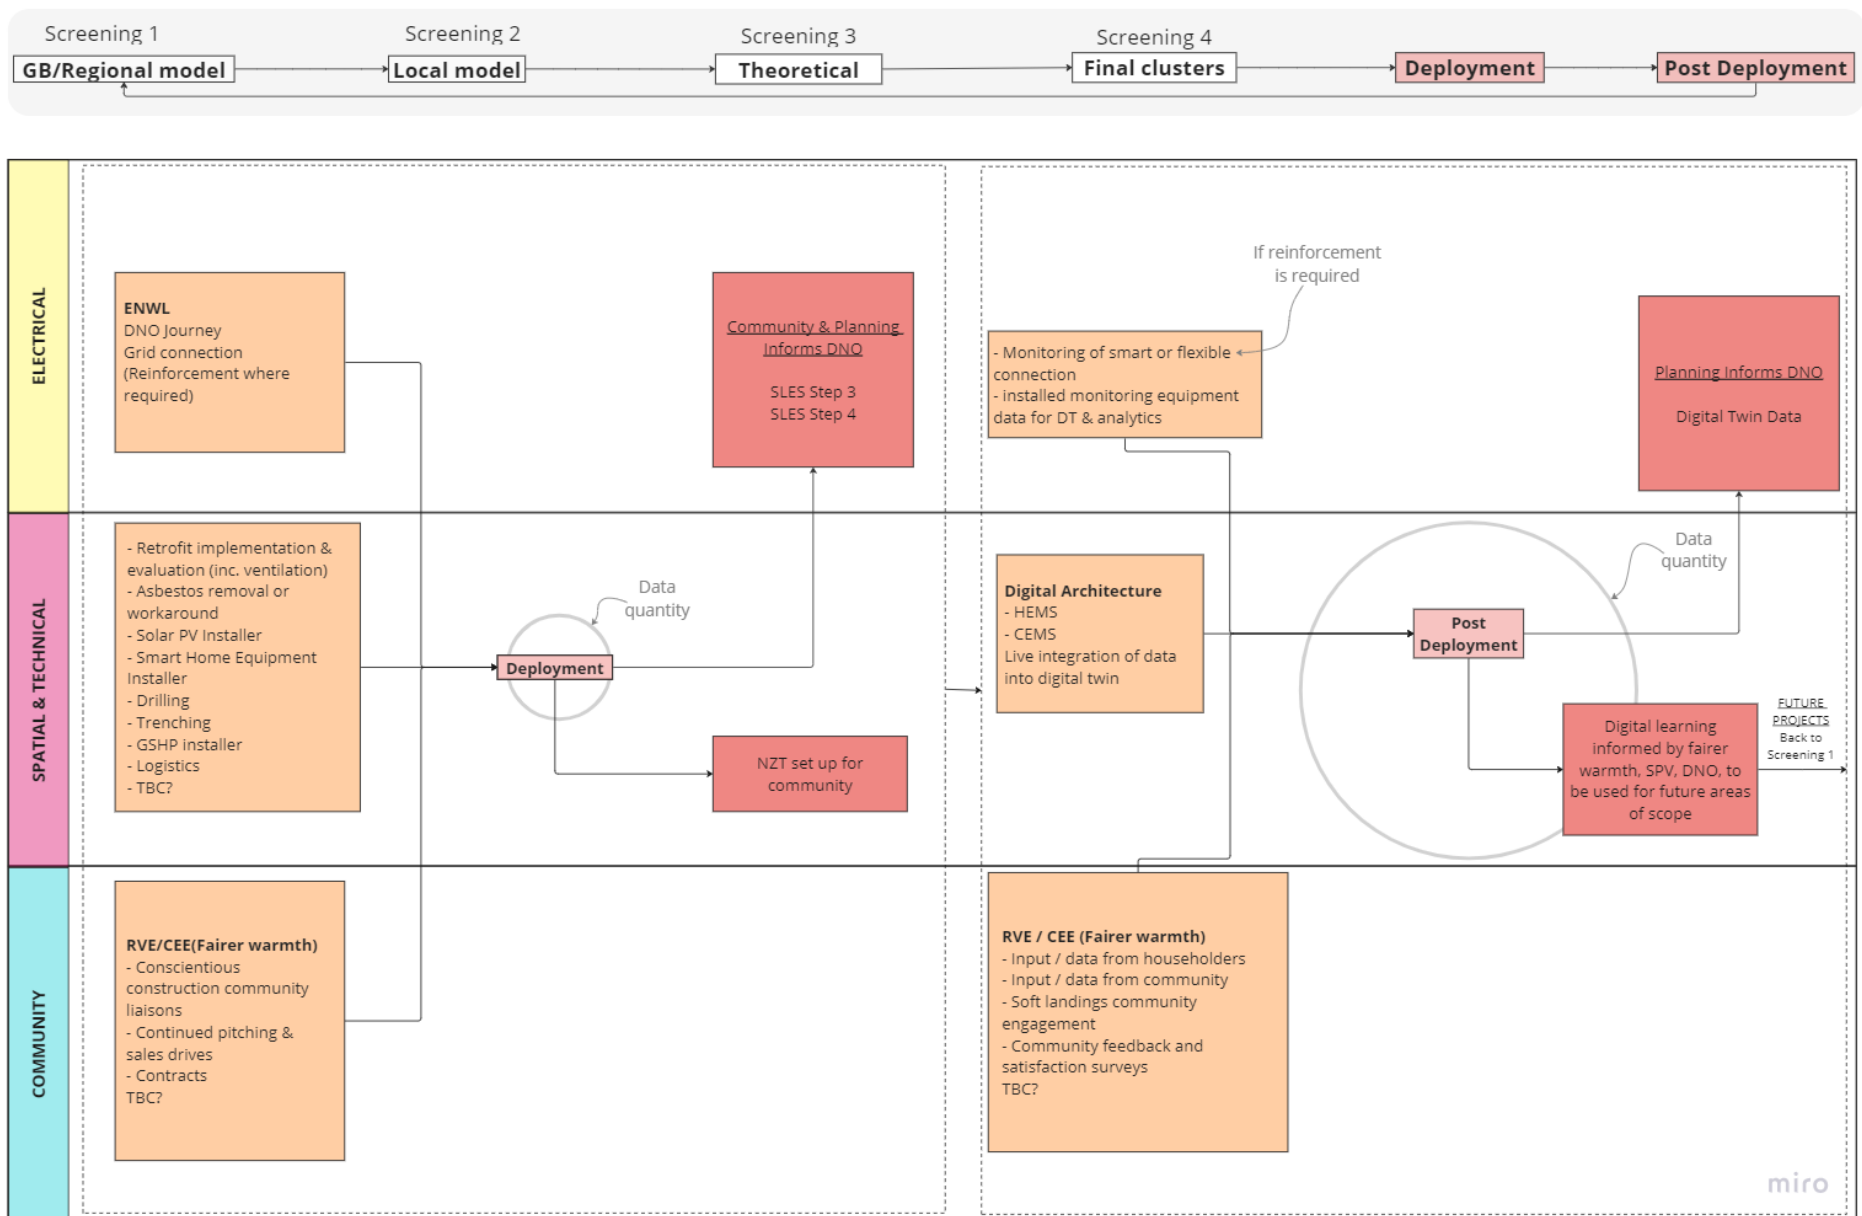 Screening 1
Screening 2
Screening 3
Screening 4
GB/Regional model
Local model
Theoretical
Final clusters
Deployment
Post Deployment
ELECTRICAL
ENWL
DNO Journey
Grid connection
(Reinforcement where
required)
Community & Planning
Informs DNO
SLES Step 3
SLES Step 4
If reinforcement
is required
- Monitoring of smart or flexible
connection
- installed monitoring equipment
data for DT & analytics
Planning Informs DNO
Digital Twin Data
SPATIAL & TECHNICAL
- Retrofit implementation &
evaluation (inc. ventilation)
- Asbestos removal or
workaround
- Solar PV Installer
- Smart Home Equipment
Installer
- Drilling
- Trenching
- GSHP installer
- Logistics
- TBC?
Data
quantity
Deployment
NZT set up for
community
Digital Architecture
- HEMS
- CEMS
Live integration of data
into digital twin
Data
quantity
Post
Deployment
Digital learning
informed by fairer
warmth, SPV, DNO, to
be used for future areas
of scope
FUTURE
PROJECTS
Back to
Screening 1
COMMUNITY
RVE/CEE(Fairer warmth)
- Conscientious
construction community
liaisons
- Continued pitching &
sales drives
- Contracts
TBC?
RVE / CEE (Fairer warmth)
- Input / data from householders
- Input / data from community
- Soft landings community
engagement
- Community feedback and
satisfaction surveys
TBC?
miro